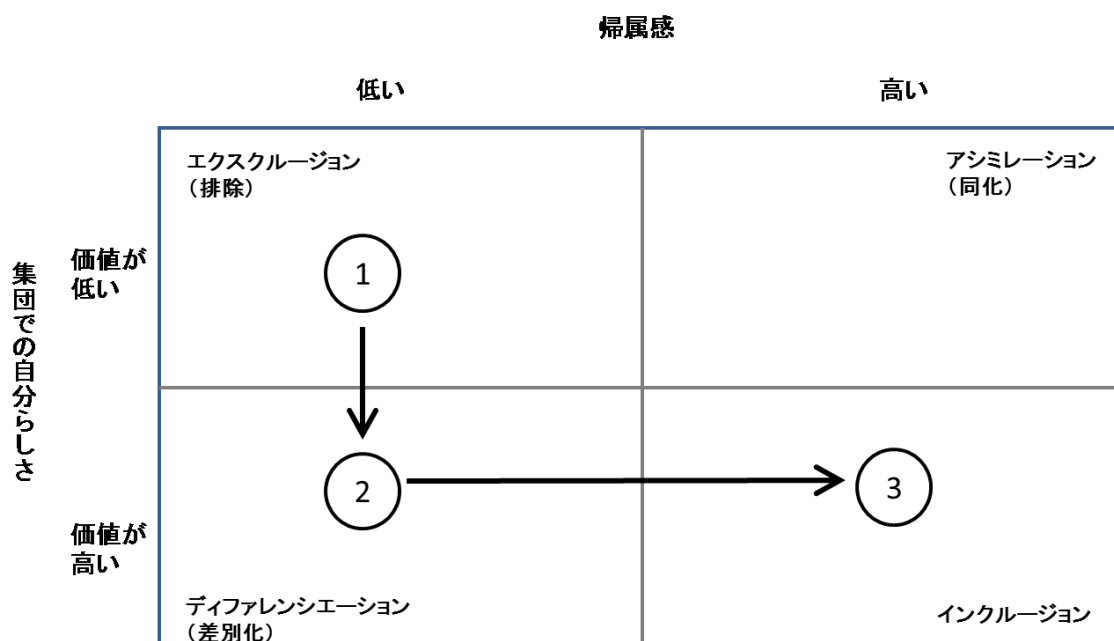 帰属感
低い
高い
エクスクルージョン
（排除）
アシミレーション
（同化）
集団での自分らしさ
価値が
低い
1
2
3
価値が
高い
ディファレンシエーション
（差別化）
インクルージョン